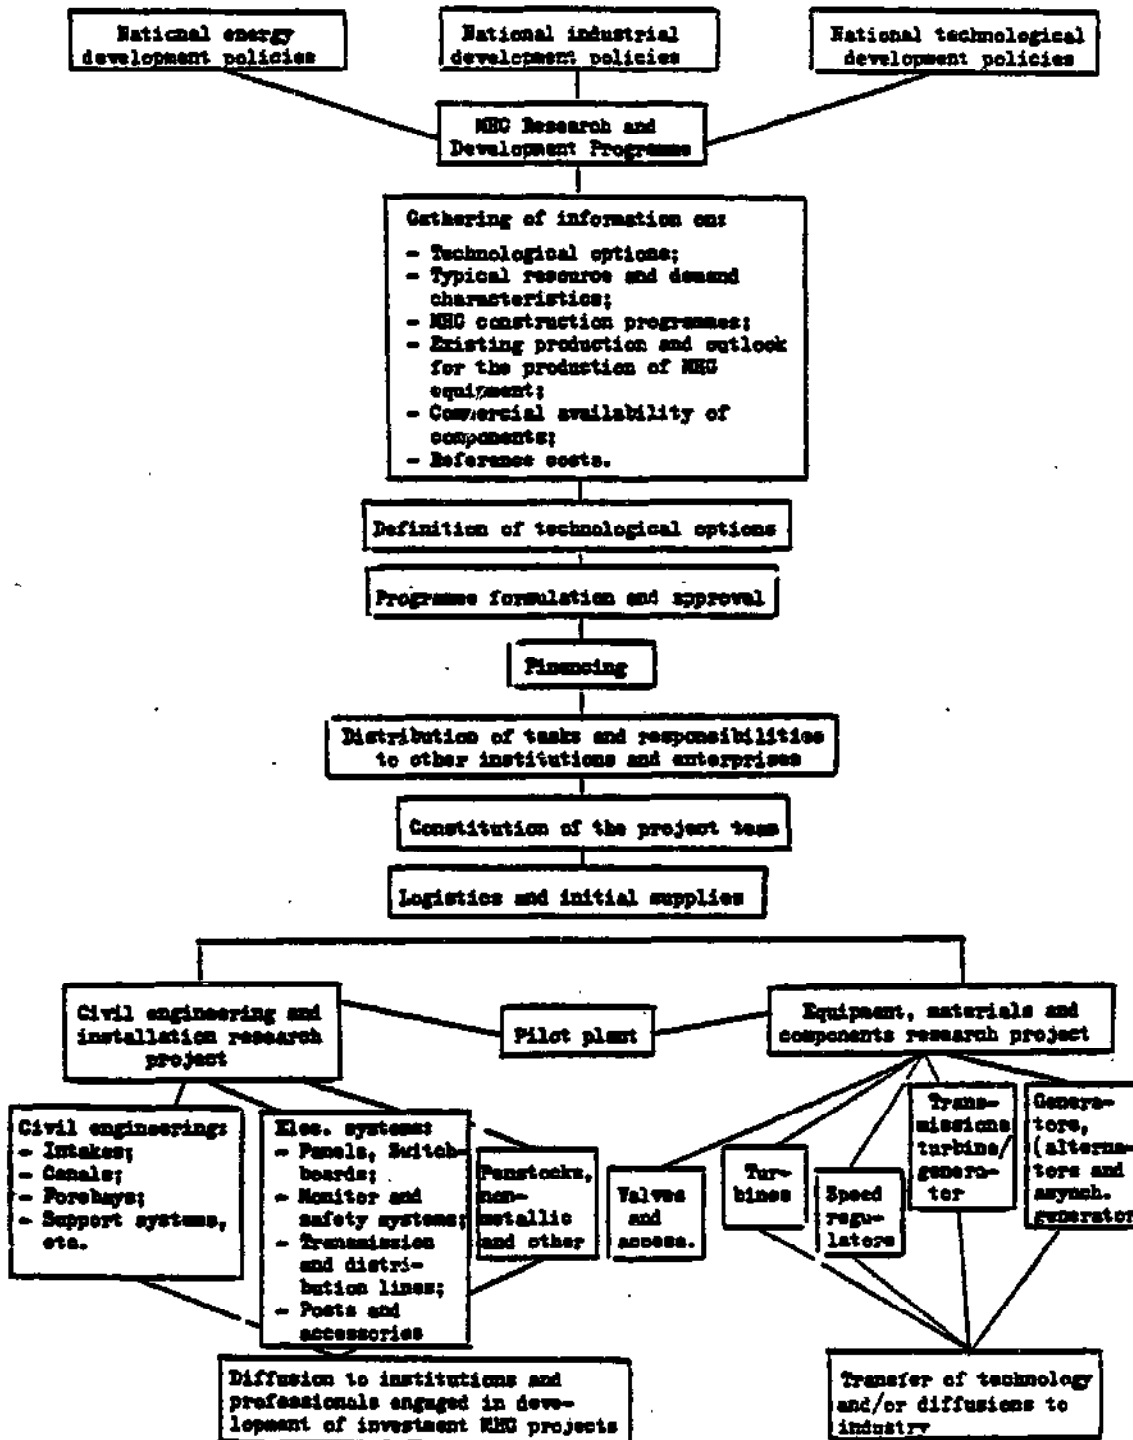 National energy
development policies
National industrial
development policies
National technological
development policies
MHG Research and
Development Programme
Gathering of information on:
- Technological options;
- Typical resource and demand
characteristics;
- MHG construction programmes;
- Existing production and outlook
for the production of MHG
equipment;
- Commercial availability of
components;
- Reference costs.
Definition of technological options
Programme formulation and approval
Financing
Distribution of tasks and responsibilities
to other institutions and enterprises
Constitution of the project team
Logistics and initial supplies
Civil engineering and
installation research
project
Pilot plant
Equipment, materials and
components research project
Civil engineering:
- Intakes;
- Canals;
- Forebays;
- Support systems,
etc.
Elec. systems:
- Panels, Switch-
boards;
- Monitor and
safety systems;
- Transmission
and distri-
bution lines;
- Posts and
accessories
Penstocks,
non-
metallic
and other
Valves
and
access.
Tur-
bines
Speed
regu-
lators
Trans-
missions
turbine/
genera-
tor
Genera-
tors,
(alterna-
tors and
asynch.
generator
Diffusion to institutions and
professionals engaged in deve-
lopment of investment MHG projects
Transfer of technology
and/or diffusions to
industry